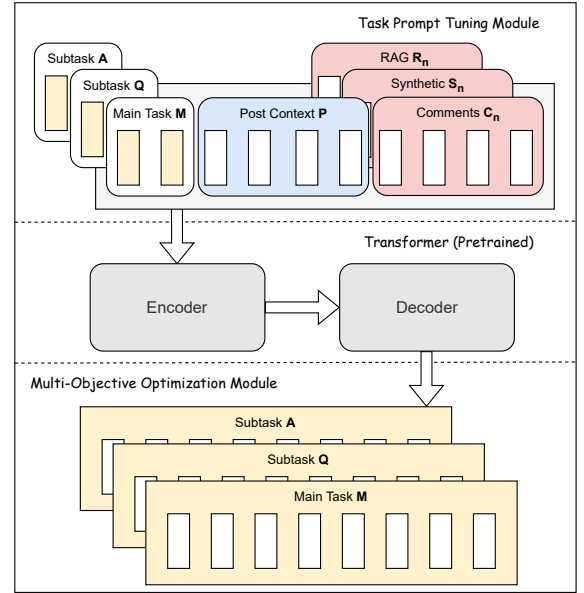 Task Prompt Tuning Module
Subtask A
RAG Rn
Subtask Q
Synthetic Sn
Main Task M
Post Context P
Comments Cn
Transformer (Pretrained)
Encoder
Decoder
Multi-Objective Optimization Module
Subtask A
Subtask Q
Main Task M